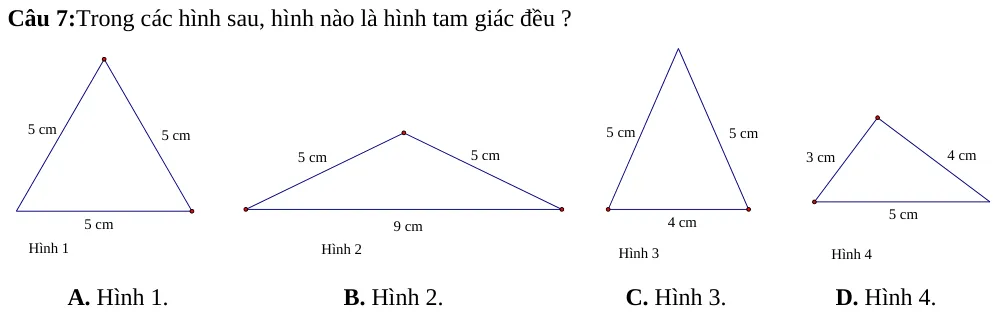 Câu 7:Trong các hình sau, hình nào là hình tam giác đều ?
5 cm
5 cm
5 cm
Hình 1
5 cm
5 cm
9 cm
Hình 2
5 cm
5 cm
4 cm
Hình 3
3 cm
4 cm
5 cm
Hình 4
A. Hình 1. B. Hình 2. C. Hình 3. D. Hình 4.